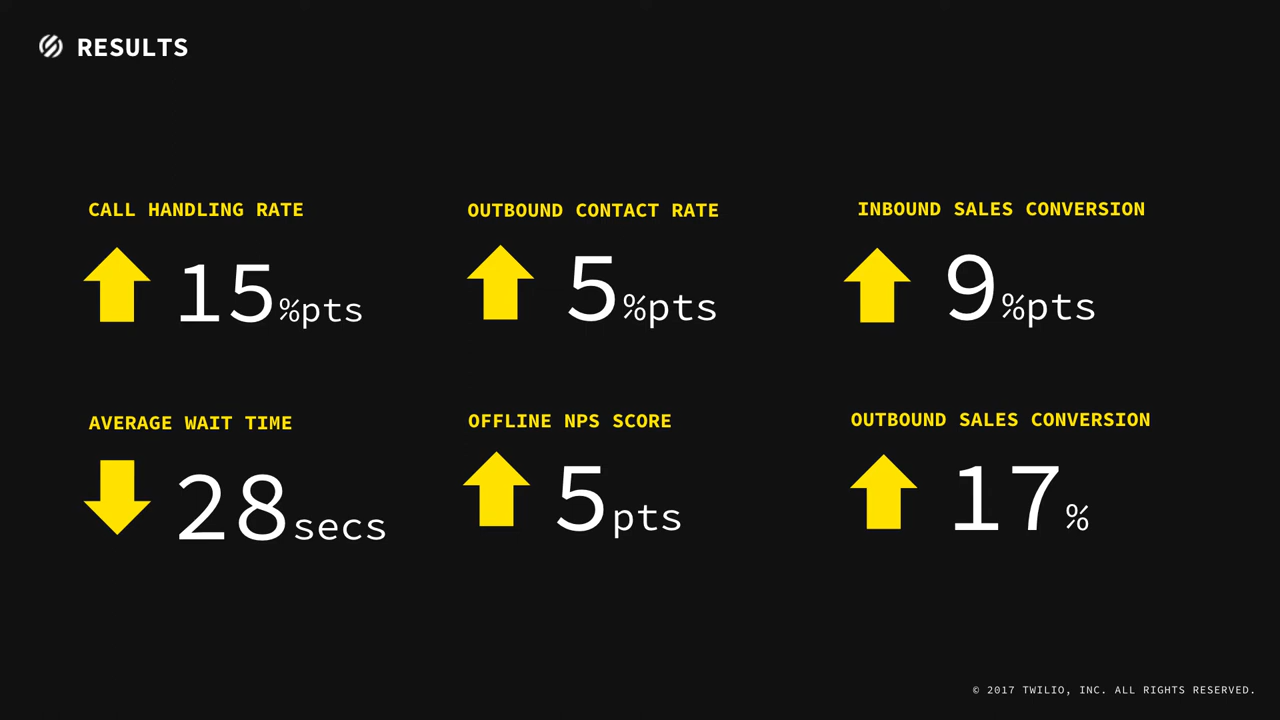 RESULTS
CALL HANDLING RATE
15%pts
OUTBOUND CONTACT RATE
5%pts
INBOUND SALES CONVERSION
9%pts
AVERAGE WAIT TIME
28secs
OFFLINE NPS SCORE
5pts
OUTBOUND SALES CONVERSION
17%
© 2017 TWILIO, INC. ALL RIGHTS RESERVED.